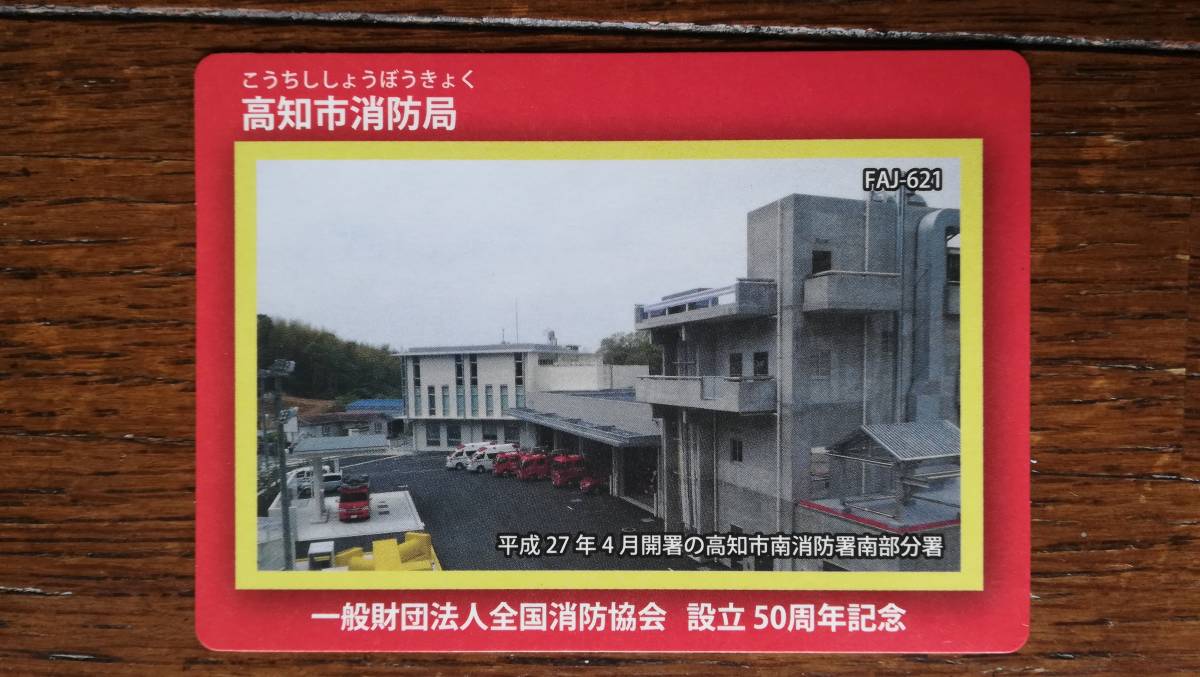 こうちししょうぼうきょく
高知市消防局
FAJ-621
平成27年4月開署の高知市南消防署南部分署
一般財団法人全国消防協会 設立50周年記念